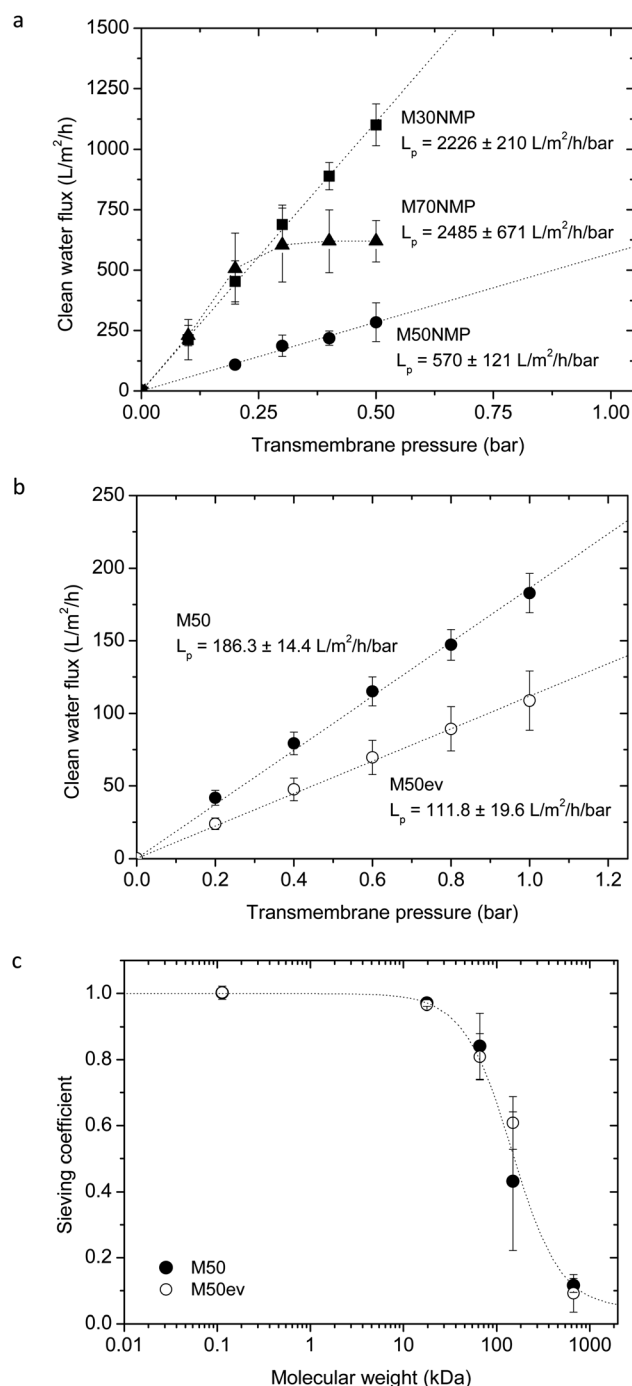 a
Clean water flux (L/m²/h)
1500
1250
1000
750
500
250
0
M30NMP
Lₚ = 2226 ± 210 L/m²/h/bar
M70NMP
Lₚ = 2485 ± 671 L/m²/h/bar
M50NMP
Lₚ = 570 ± 121 L/m²/h/bar
0.00 0.25 0.50 0.75 1.00
Transmembrane pressure (bar)
b
Clean water flux (L/m²/h)
250
200
150
100
50
0
M50
Lₚ = 186.3 ± 14.4 L/m²/h/bar
M50ev
Lₚ = 111.8 ± 19.6 L/m²/h/bar
0.0 0.2 0.4 0.6 0.8 1.0 1.2
Transmembrane pressure (bar)
c
Sieving coefficient
1.0
0.8
0.6
0.4
0.2
0.0
M50
M50ev
0.01 0.1 1 10 100 1000
Molecular weight (kDa)